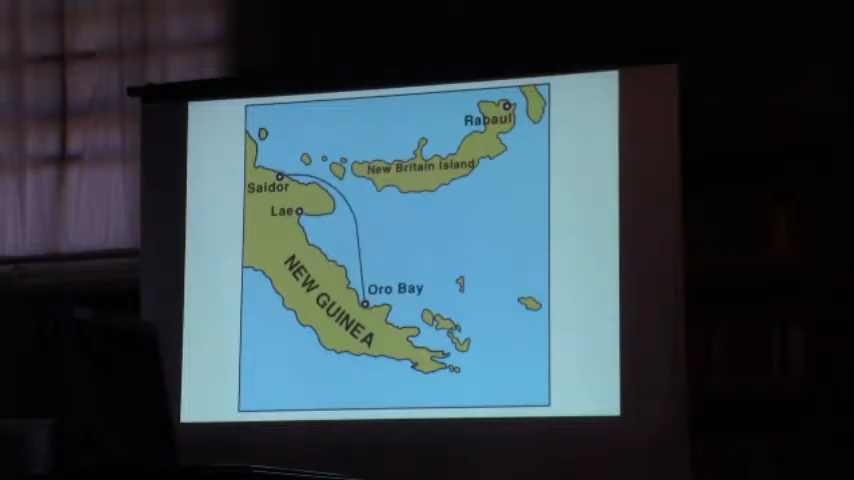 Rabaul
New Britain Island
Saidor
Lae
Oro Bay
NEW GUINEA